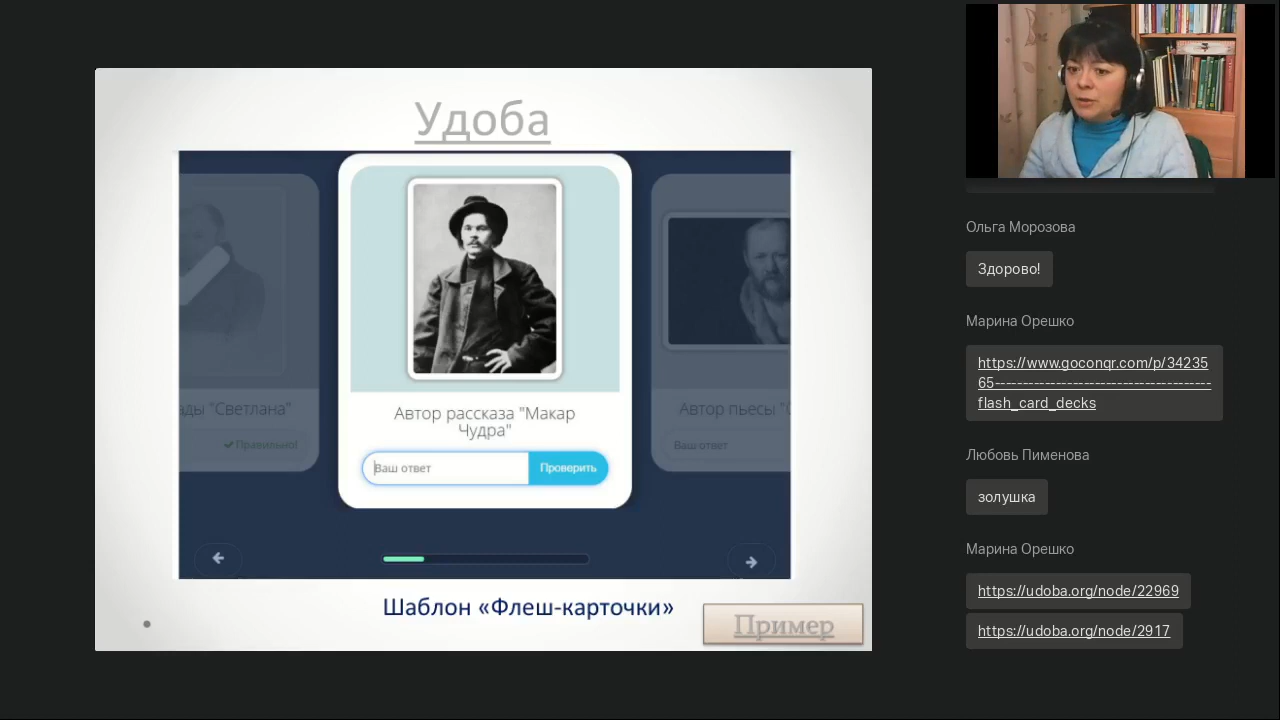 Удоба
ады "Светлана"
Правильно!
Автор рассказа "Макар
Чудра"
Ваш ответ
Проверить
Автор пьесы "
Ваш ответ
Шаблон «Флеш-карточки»
Пример
Ольга Морозова
Здорово!
Марина Орешко
https://www.goconqr.com/p/34235
65---------------------------------------
flash_card_decks
Любовь Пименова
золушка
Марина Орешко
https://udoba.org/node/22969
https://udoba.org/node/2917